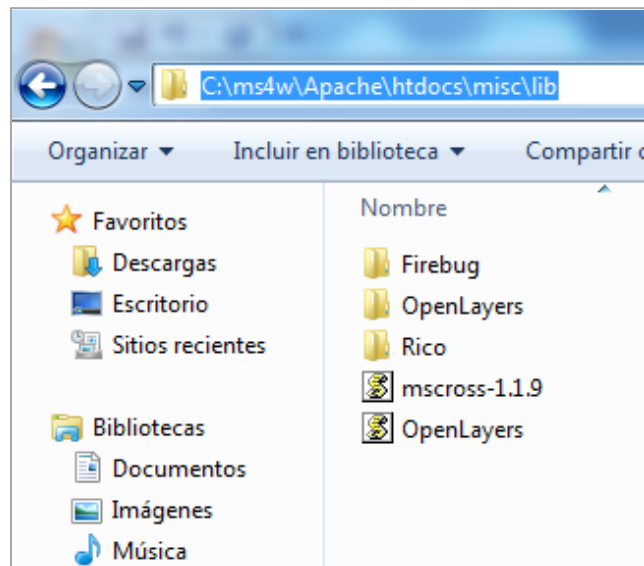 C:\ms4w\Apache\htdocs\misc\lib
Organizar Incluir en biblioteca Compartir
Favoritos
Descargas
Escritorio
Sitios recientes
Bibliotecas
Documentos
Imágenes
Música
Nombre
Firebug
OpenLayers
Rico
mscross-1.1.9
OpenLayers